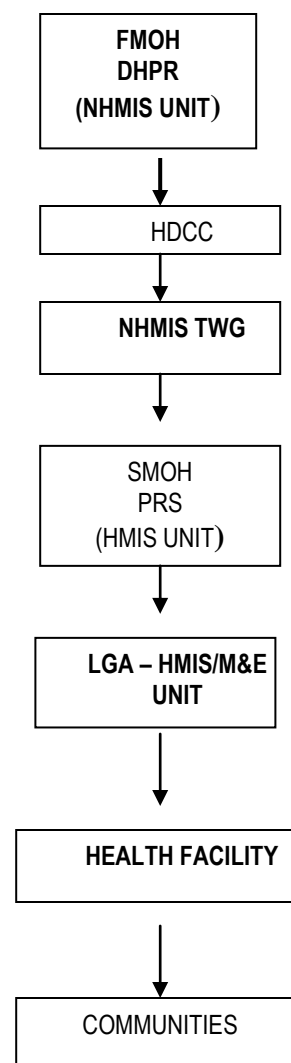 FMOH
DHPR
(NHMIS UNIT)
HDCC
NHMIS TWG
SMOH
PRS
(HMIS UNIT)
LGA – HMIS/M&E
UNIT
HEALTH FACILITY
COMMUNITIES